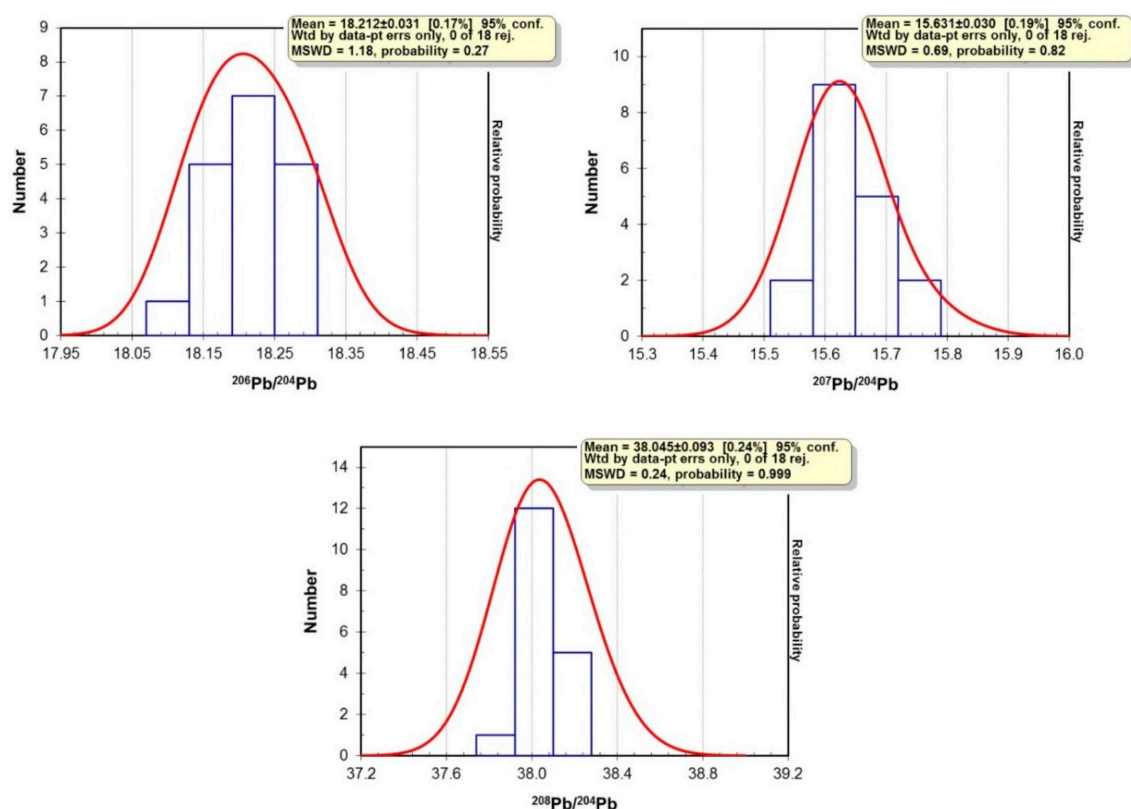 Mean = 18.212±0.031 [0.17%] 95% conf.
Wtd by data-pt errs only, 0 of 18 rej.
MSWD = 1.18, probability = 0.27
9
8
7
6
5
4
3
2
1
0
Number
Relative probability
17.95 18.05 18.15 18.25 18.35 18.45 18.55
²⁰⁶Pb/²⁰⁴Pb
Mean = 15.631±0.030 [0.19%] 95% conf.
Wtd by data-pt errs only, 0 of 18 rej.
MSWD = 0.69, probability = 0.82
10
8
6
4
2
0
Number
Relative probability
15.3 15.4 15.5 15.6 15.7 15.8 15.9 16.0
²⁰⁷Pb/²⁰⁴Pb
Mean = 38.045±0.093 [0.24%] 95% conf.
Wtd by data-pt errs only, 0 of 18 rej.
MSWD = 0.24, probability = 0.999
14
12
10
8
6
4
2
0
Number
Relative probability
37.2 37.6 38.0 38.4 38.8 39.2
²⁰⁸Pb/²⁰⁴Pb